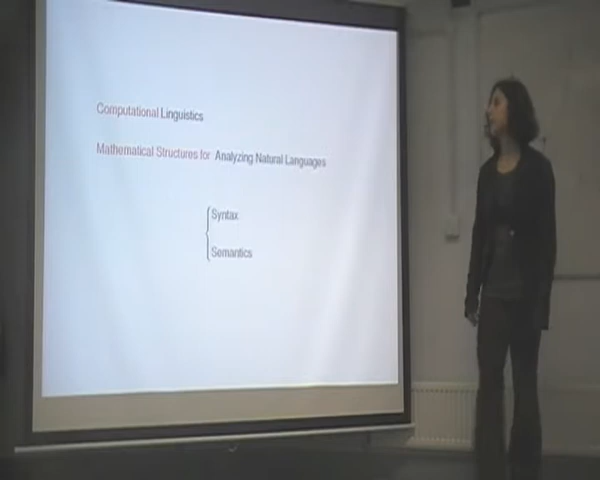 Computational Linguistics
Mathematical Structures for Analyzing Natural Languages
Syntax
Semantics